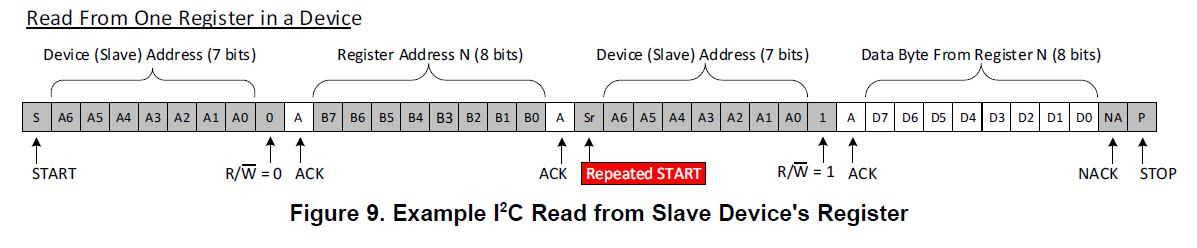 Read From One Register in a Device
Device (Slave) Address (7 bits) Register Address N (8 bits) Device (Slave) Address (7 bits) Data Byte From Register N (8 bits)
S A6 A5 A4 A3 A2 A1 A0 0 A B7 B6 B5 B4 B3 B2 B1 B0 A Sr A6 A5 A4 A3 A2 A1 A0 1 A D7 D6 D5 D4 D3 D2 D1 D0 NA P
START R/W̅ = 0 ACK ACK Repeated START R/W̅ = 1 ACK NACK STOP
Figure 9. Example I²C Read from Slave Device's Register